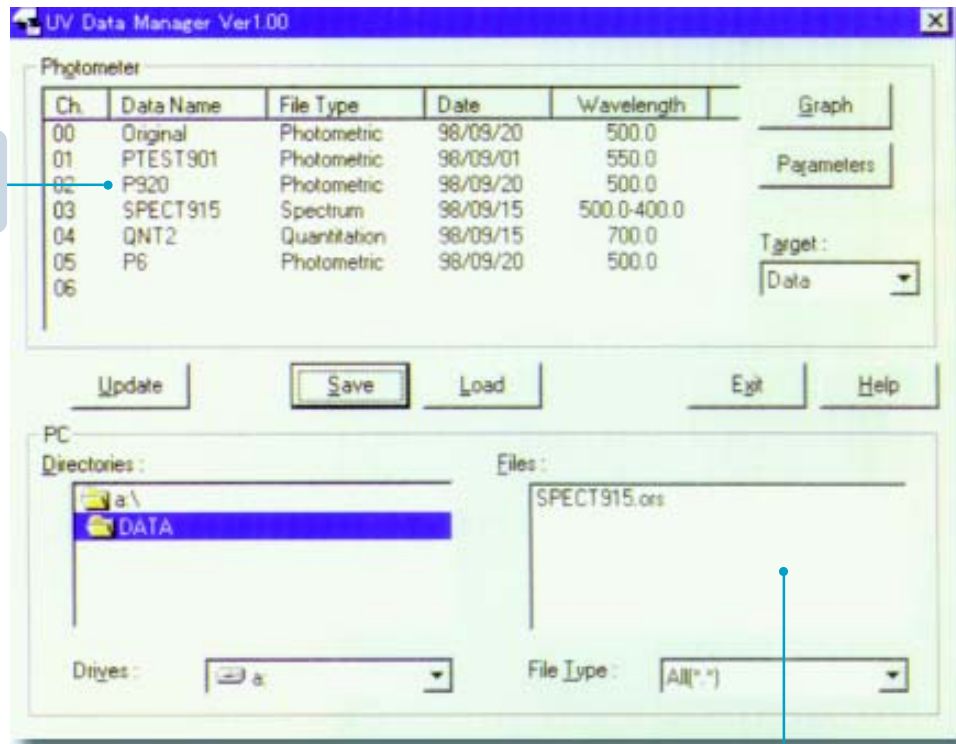 UV Data Manager Ver1.00
Photometer
Ch. Data Name File Type Date Wavelength
00 Original Photometric 98/09/20 500.0
01 PTEST901 Photometric 98/09/01 550.0
02 P920 Photometric 98/09/20 500.0
03 SPECT915 Spectrum 98/09/15 500.0-400.0
04 QNT2 Quantitation 98/09/15 700.0
05 P6 Photometric 98/09/20 500.0
06
Graph
Parameters
Target :
Data
Update Save Load Exit Help
PC
Directories :
a:\
DATA
Files :
SPECT915.ors
Drives : a:
File Type : All(*.*)